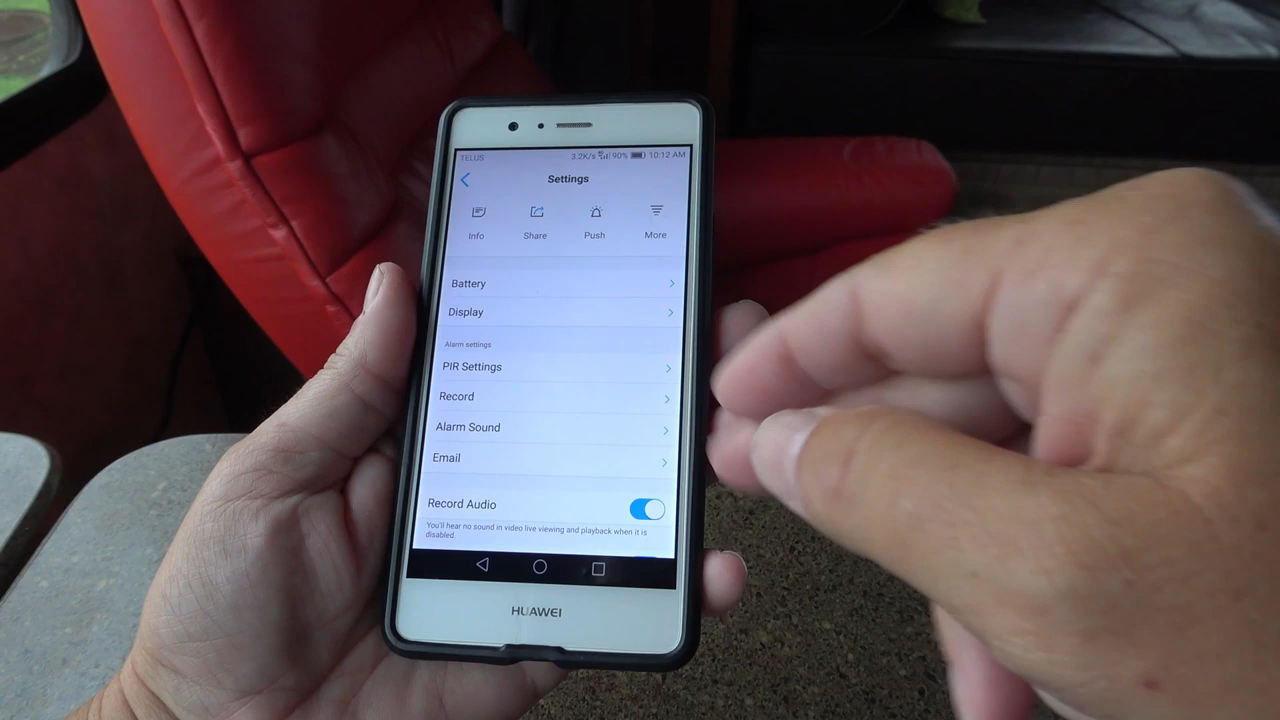 TELUS 3.2K/s 90% 10:12 AM
Settings
Info Share Push More
Battery
Display
Alarm settings
PIR Settings
Record
Alarm Sound
Email
Record Audio
You'll hear no sound in video live viewing and playback when it is
disabled.
HUAWEI